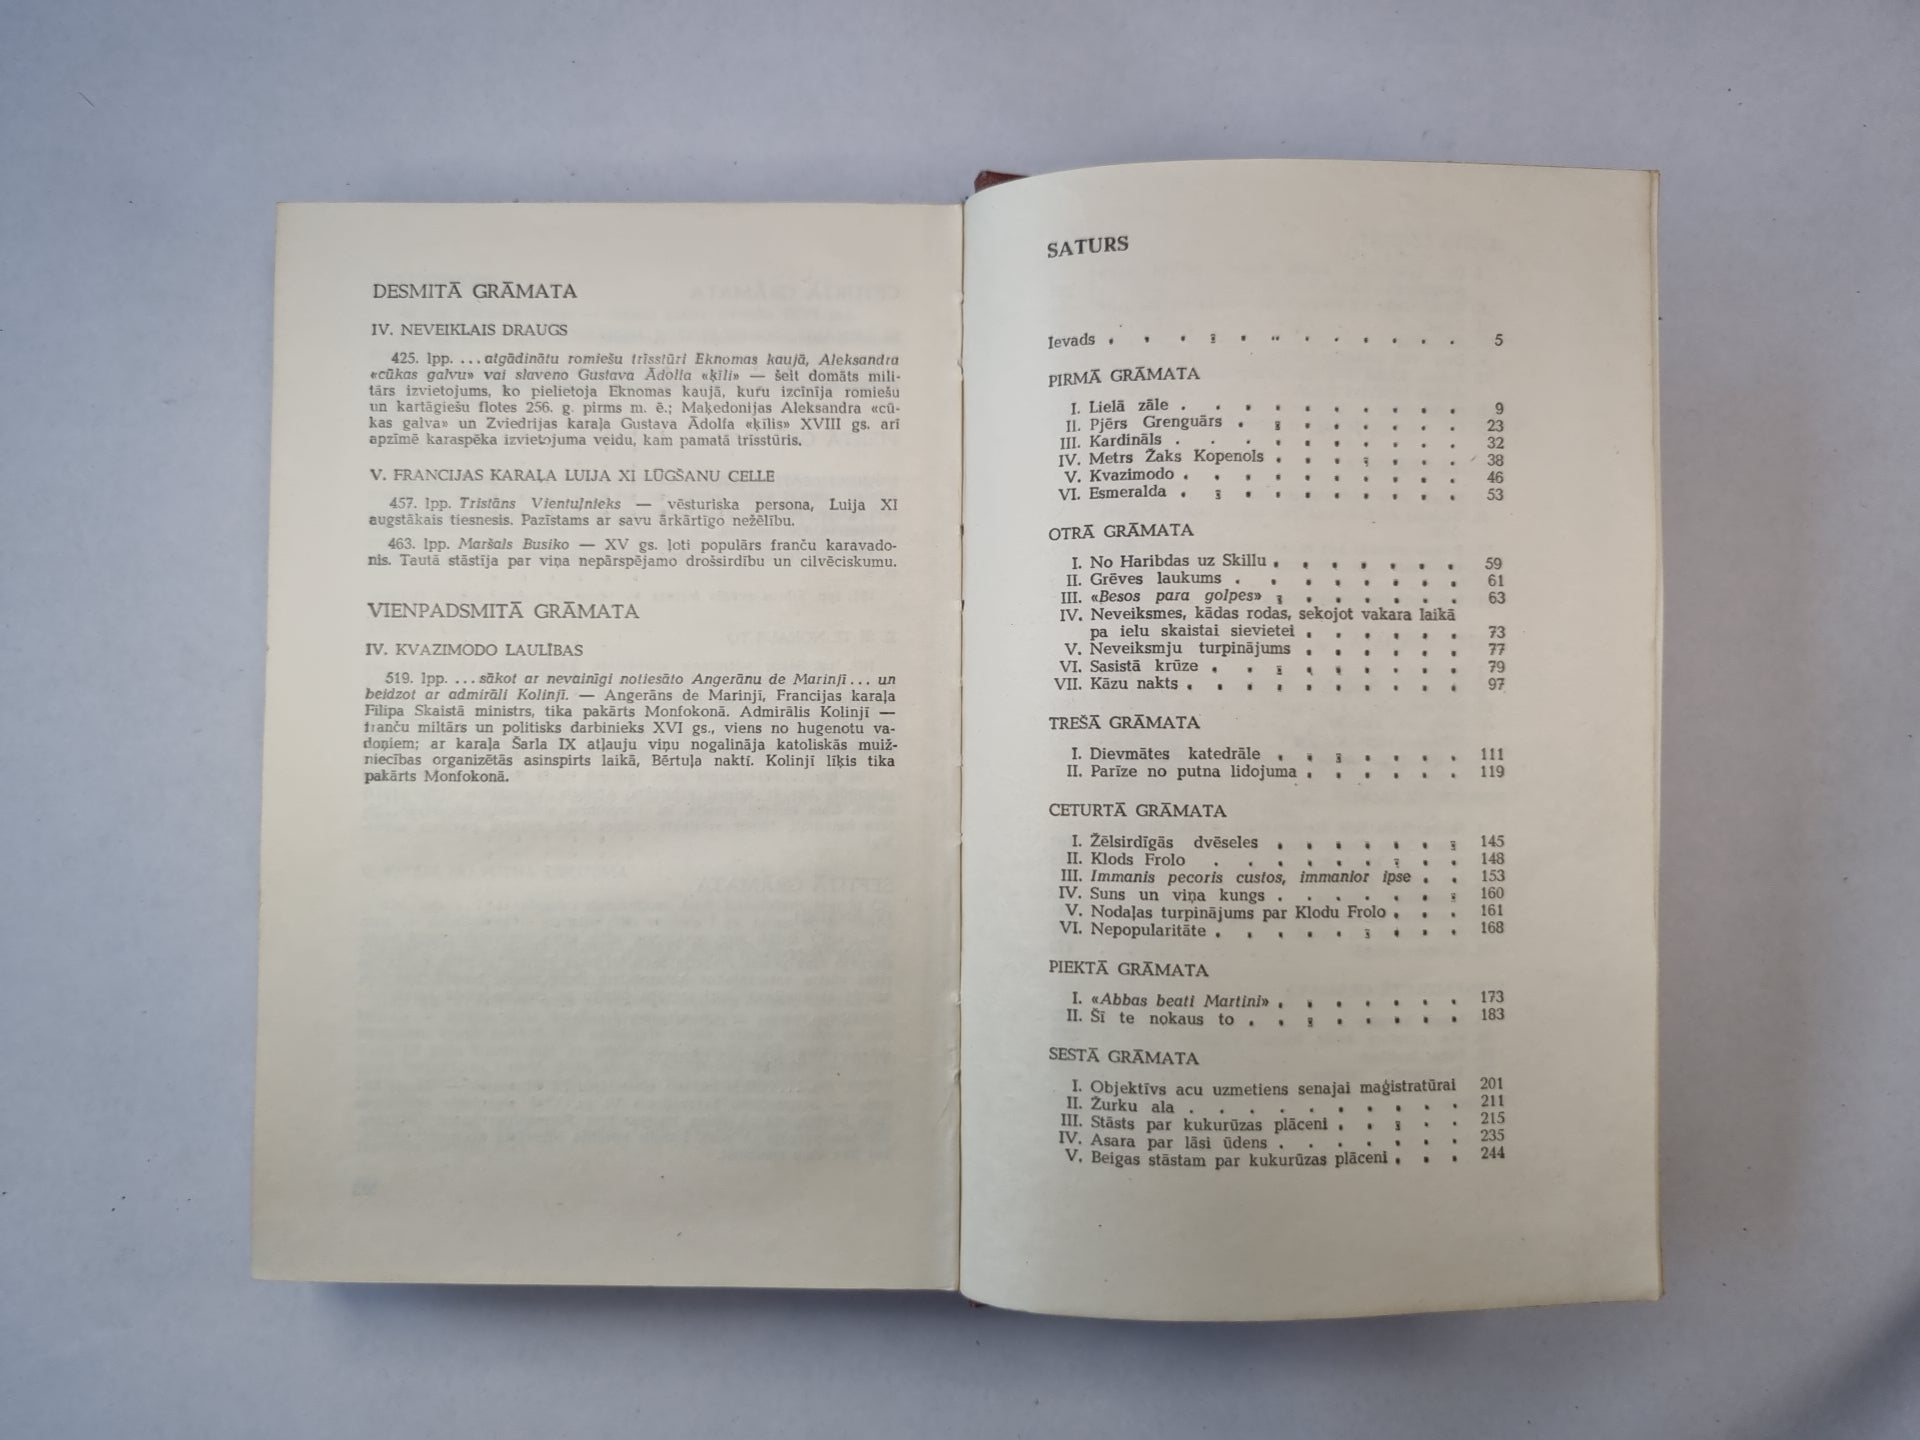 DESMITĀ GRĀMATA
IV. NEVEIKLAIS DRAUGS
425. lpp. ... atgādinātu romiešu trīsstūri Eknomas kaujā, Aleksandra
«cūkas galvu» vai slaveno Gustava Ādolfa «ķīli» — šeit domāts mili-
tārs izvietojums, ko pielietoja Eknomas kaujā, kuru izcīnīja romiešu
un kartāgiešu flotes 256. g. pirms m. ē.; Maķedonijas Aleksandra «cū-
kas galva» un Zviedrijas karaļa Gustava Ādolfa «ķīlis» XVIII gs. arī
apzīmē karaspēka izvietojuma veidu, kam pamatā trīsstūris.
V. FRANCIJAS KARAĻA LUIJA XI LŪGŠANU CELLE
457. lpp. Tristāns Vientuļnieks — vēsturiska persona, Luija XI
augstākais tiesnesis. Pazīstams ar savu ārkārtīgo nežēlību.
463. lpp. Maršals Busiko — XV gs. ļoti populārs franču karavado-
nis. Tautā stāstīja par viņa nepārspējamo drošsirdību un cilvēciskumu.
VIENPADSMITĀ GRĀMATA
IV. KVAZIMODO LAULĪBAS
519. lpp. ... sākot ar nevainīgi notiesāto Angerānu de Marinjī... un
beidzot ar admirāli Kolinjī. — Angerāns de Marinjī, Francijas karaļa
Filipa Skaistā ministrs, tika pakārts Monfokonā. Admirālis Kolinjī —
franču miltārs un politisks darbinieks XVI gs., viens no hugenotu va-
doņiem; ar karaļa Šarla IX atļauju viņu nogalināja katoliskās muiž-
niecības organizētās asinspirts laikā, Bērtuļa naktī. Kolinjī līķis tika
pakārts Monfokonā.
SATURS
Ievads . . . . . . . . . . . . 5
PIRMĀ GRĀMATA
I. Lielā zāle . . . . . . . . . . 9
II. Pjērs Grenguārs . . . . . . . . 23
III. Kardināls . . . . . . . . . . 32
IV. Metrs Žaks Kopenols . . . . . . . 38
V. Kvazimodo . . . . . . . . . . 46
VI. Esmeralda . . . . . . . . . . 53
OTRĀ GRĀMATA
I. No Haribdas uz Skillu . . . . . . . 59
II. Grēves laukums . . . . . . . . 61
III. «Besos para golpes» . . . . . . . 63
IV. Neveiksmes, kādas rodas, sekojot vakara laikā
pa ielu skaistai sievietei . . . . . . 73
V. Neveiksmju turpinājums . . . . . . 77
VI. Sasistā krūze . . . . . . . . . 79
VII. Kāzu nakts . . . . . . . . . . 97
TREŠĀ GRĀMATA
I. Dievmātes katedrāle . . . . . . . 111
II. Parīze no putna lidojuma . . . . . . 119
CETURTĀ GRĀMATA
I. Žēlsirdīgās dvēseles . . . . . . . 145
II. Klods Frolo . . . . . . . . . 148
III. Immanis pecoris custos, immanior ipse . . 153
IV. Suns un viņa kungs . . . . . . . 160
V. Nodaļas turpinājums par Klodu Frolo . . . 161
VI. Nepopularitāte . . . . . . . . . 168
PIEKTĀ GRĀMATA
I. «Abbas beati Martini» . . . . . . . 173
II. Šī te nokaus to . . . . . . . . 183
SESTĀ GRĀMATA
I. Objektīvs acu uzmetiens senajai maģistratūrai 201
II. Žurku ala . . . . . . . . . . 211
III. Stāsts par kukurūzas plāceni . . . . . 215
IV. Asara par lāsi ūdens . . . . . . . 235
V. Beigas stāstam par kukurūzas plāceni . . . 244